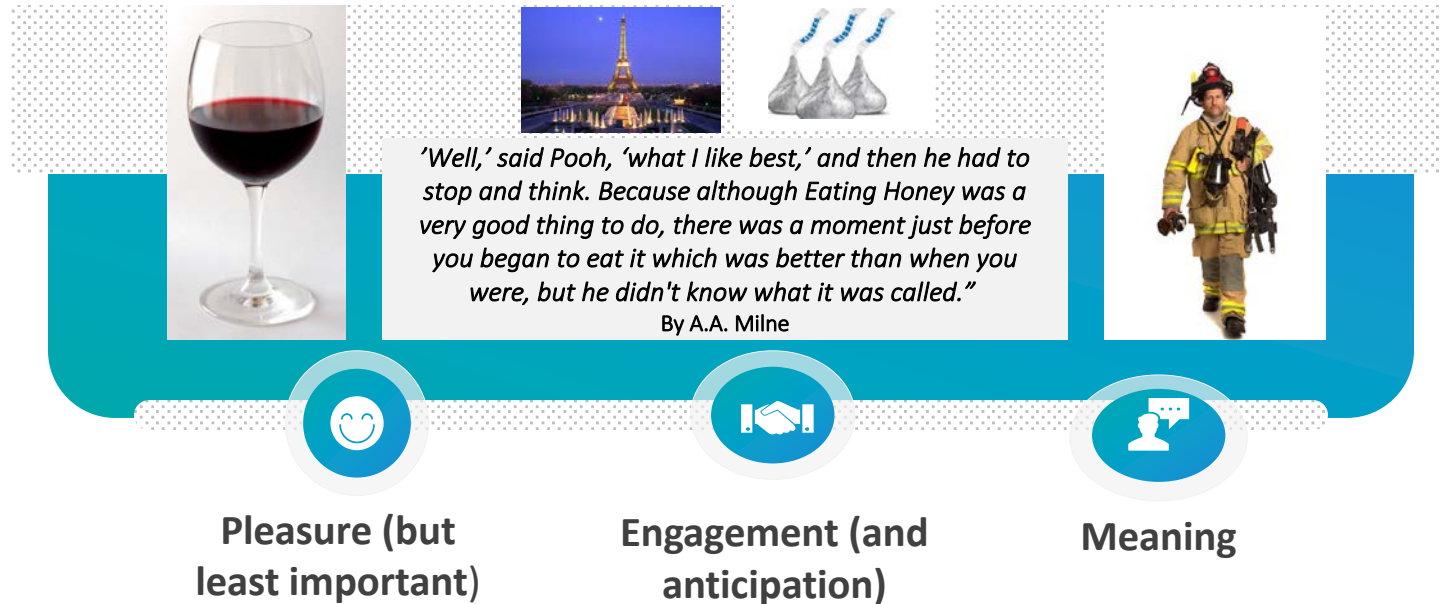 KISSES KISSES KISSES
’Well,’ said Pooh, ‘what I like best,’ and then he had to
stop and think. Because although Eating Honey was a
very good thing to do, there was a moment just before
you began to eat it which was better than when you
were, but he didn't know what it was called.”
By A.A. Milne
Pleasure (but
least important)
Engagement (and
anticipation)
Meaning